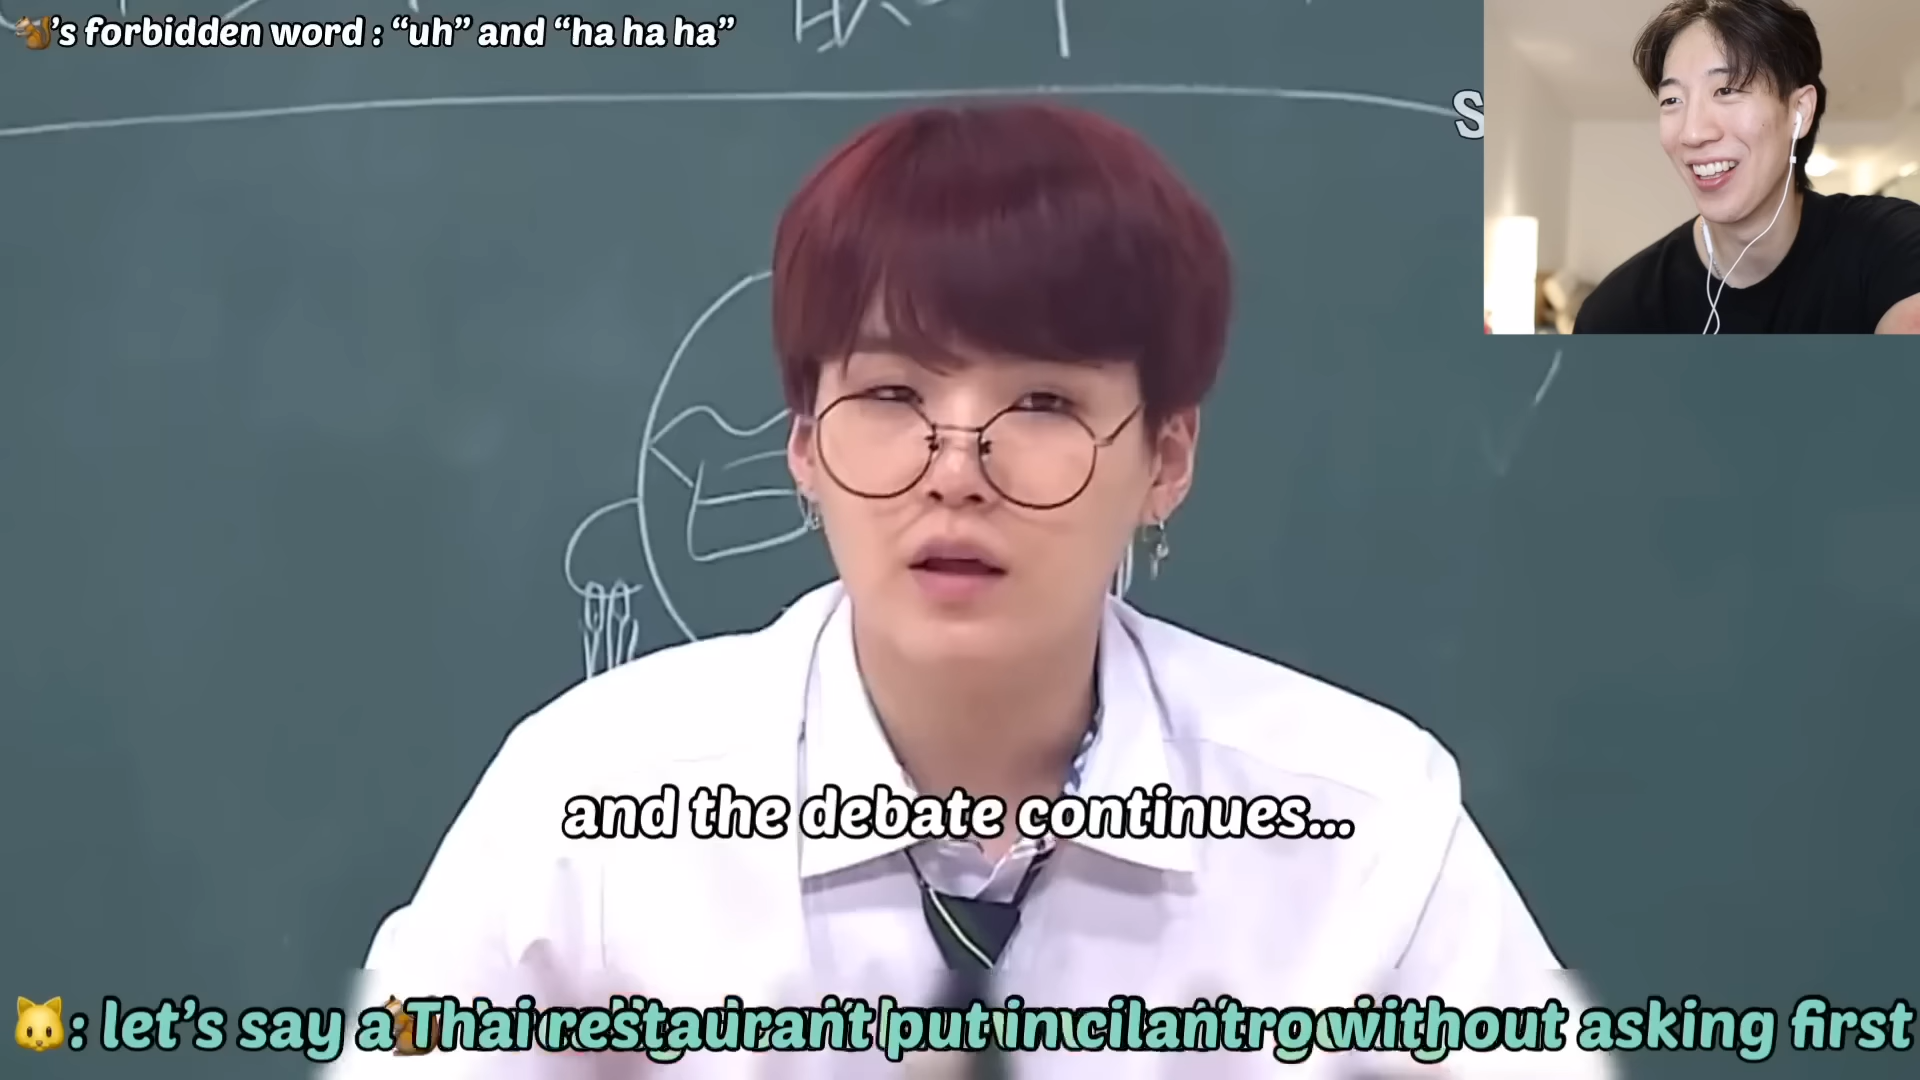 🐿️’s forbidden word : “uh” and “ha ha ha”
S
and the debate continues...
🐱: let’s say a Thai restaurant put in cilantro without asking first